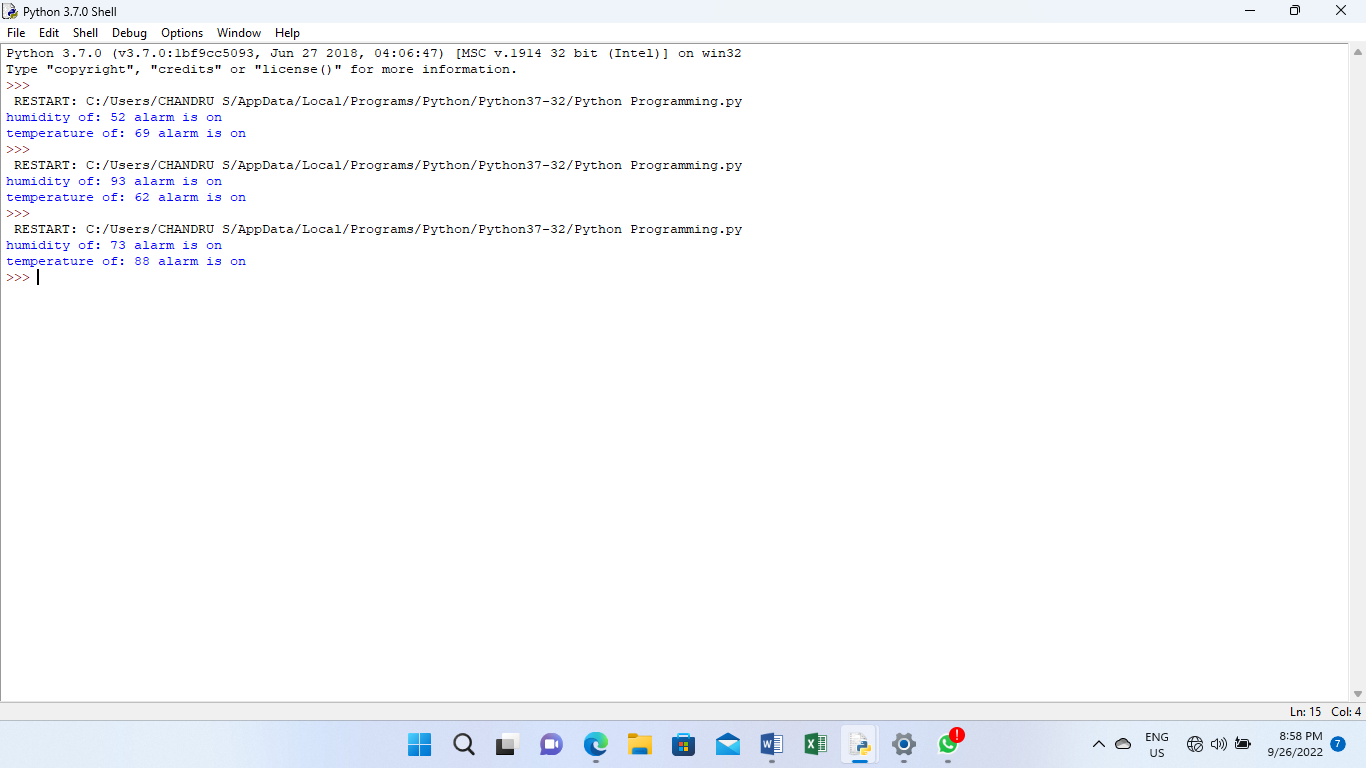 Python 3.7.0 Shell
File Edit Shell Debug Options Window Help
Python 3.7.0 (v3.7.0:1bf9cc5093, Jun 27 2018, 04:06:47) [MSC v.1914 32 bit (Intel)] on win32
Type "copyright", "credits" or "license()" for more information.
>>>
 RESTART: C:/Users/CHANDRU S/AppData/Local/Programs/Python/Python37-32/Python Programming.py
humidity of: 52 alarm is on
temperature of: 69 alarm is on
>>>
 RESTART: C:/Users/CHANDRU S/AppData/Local/Programs/Python/Python37-32/Python Programming.py
humidity of: 93 alarm is on
temperature of: 62 alarm is on
>>>
 RESTART: C:/Users/CHANDRU S/AppData/Local/Programs/Python/Python37-32/Python Programming.py
humidity of: 73 alarm is on
temperature of: 88 alarm is on
>>>
Ln: 15 Col: 4
ENG
US
8:58 PM
9/26/2022
7